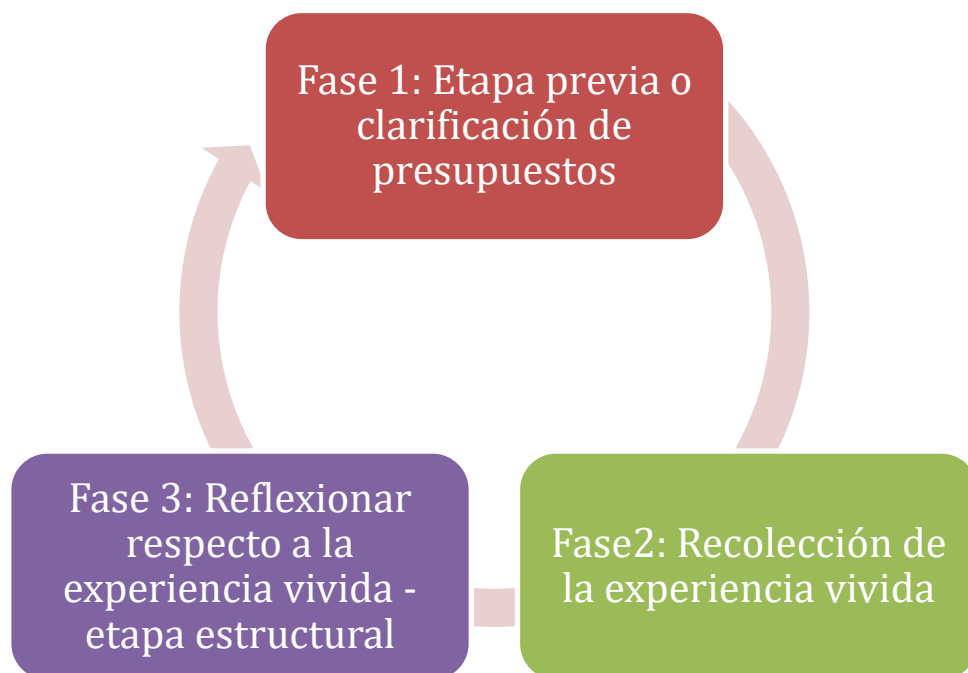 Fase 1: Etapa previa o
clarificación de
presupuestos
Fase 3: Reflexionar
respecto a la
experiencia vivida -
etapa estructural
Fase2: Recolección de
la experiencia vivida